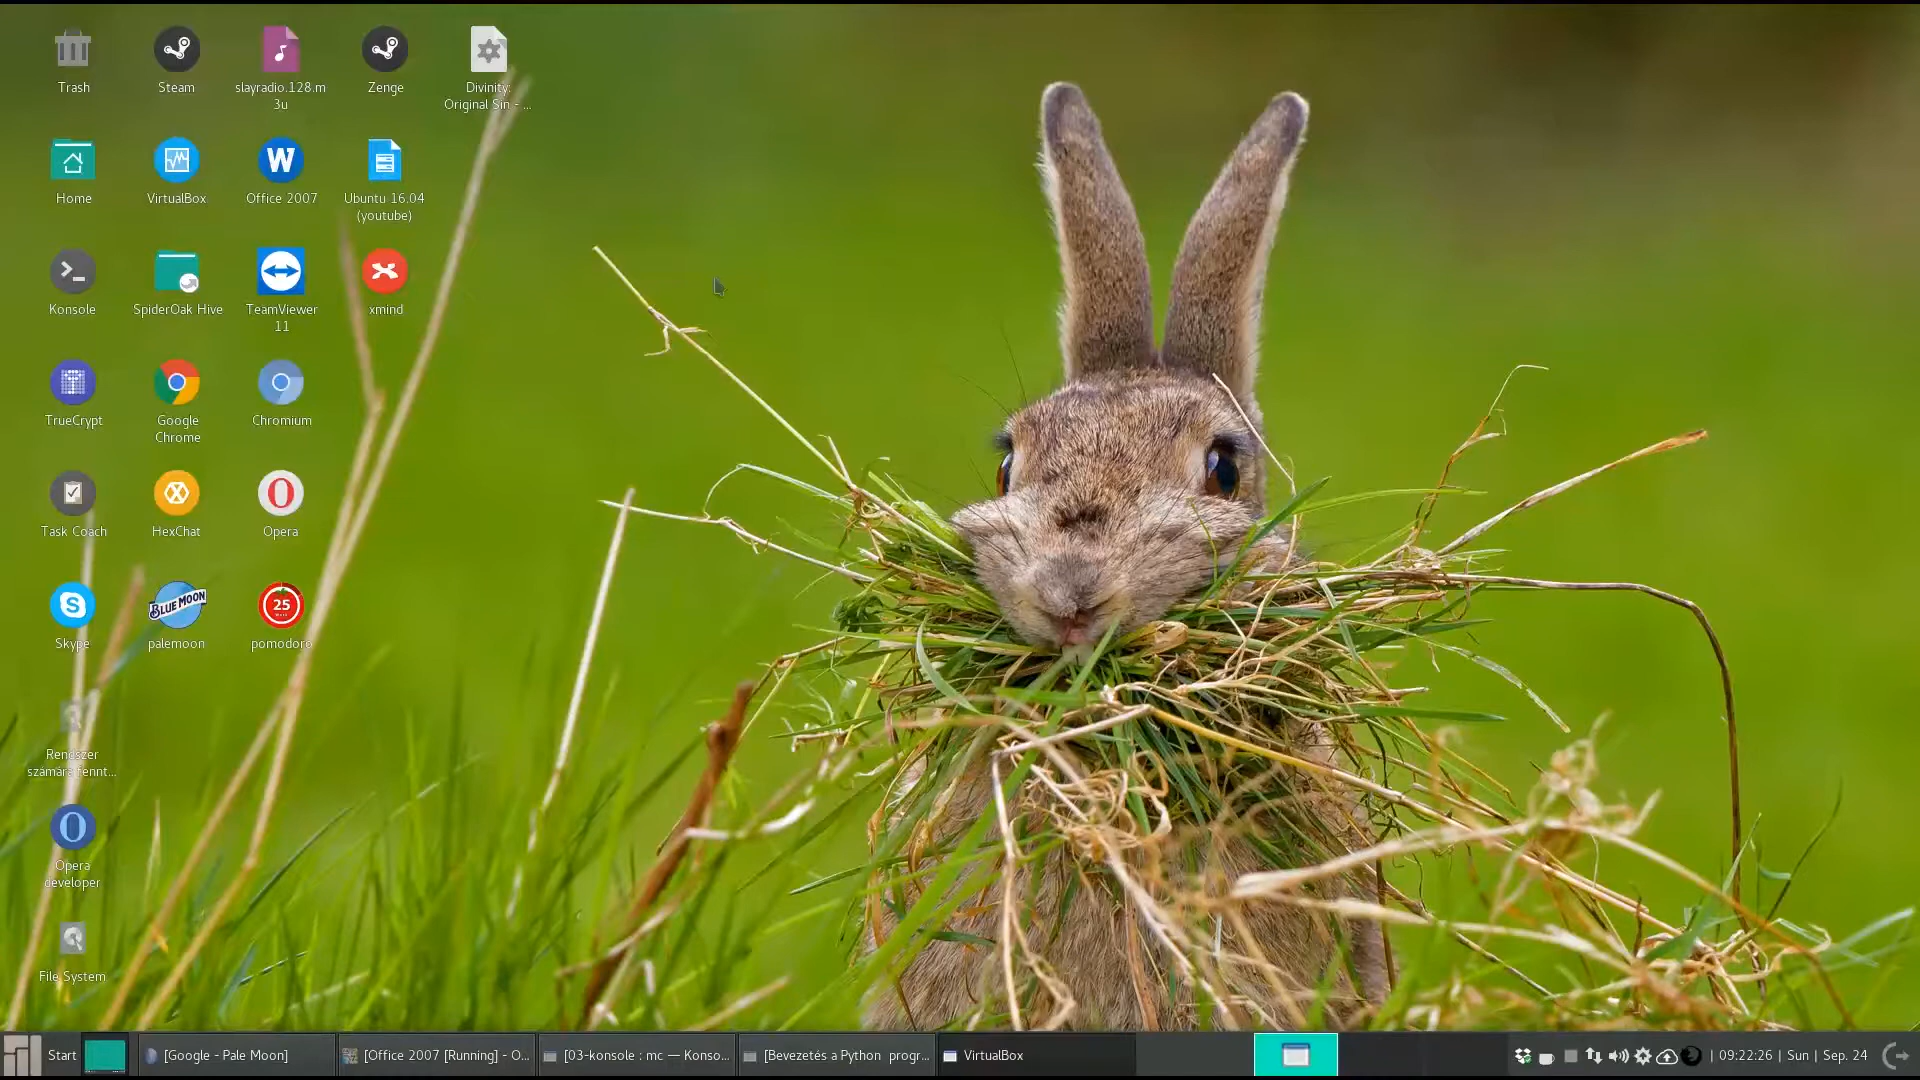 Trash
Steam
slayradio.128.m
3u
Zenge
Divinity:
Original Sin - ...
Home
VirtualBox
W
Office 2007
Ubuntu 16.04
(youtube)
Konsole
SpiderOak Hive
TeamViewer
11
xmind
TrueCrypt
Google
Chrome
Chromium
Task Coach
HexChat
Opera
Skype
BLUE MOON
palemoon
25
pomodoro
Rendszer
számára fennt...
Opera
developer
File System
Start
[Google - Pale Moon]
[Office 2007 [Running] - O...
[03-konsole : mc — Konso...
[Bevezetés a Python progr...
VirtualBox
| 09:22:26 | Sun | Sep. 24